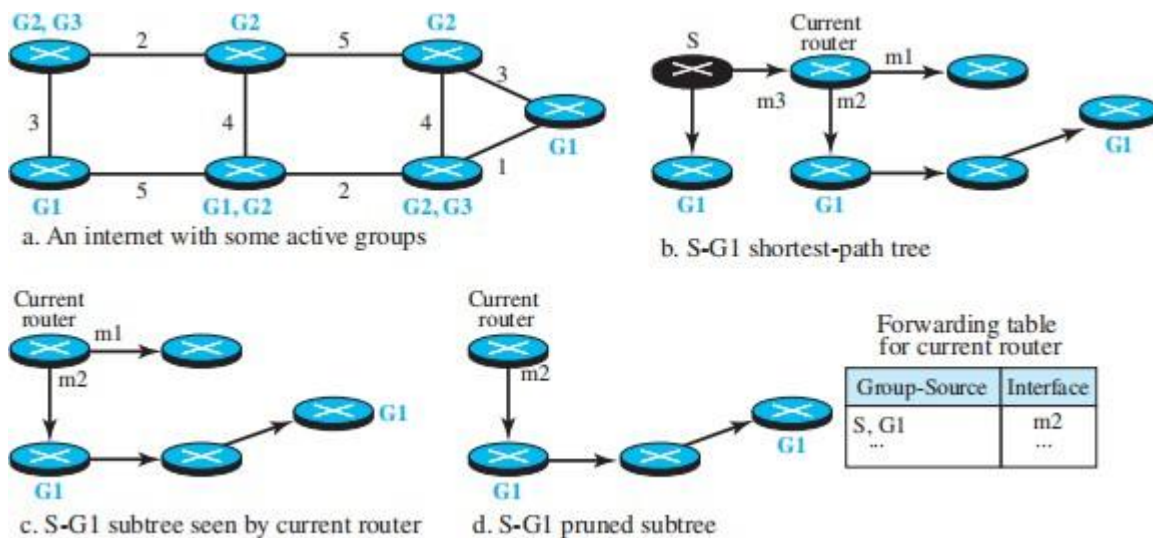 G2, G3
G2
G2
2
5
3
3
4
4
G1
1
5
2
G1
G1, G2
G2, G3
a. An internet with some active groups
S
Current
router
m1
m3
m2
G1
G1
G1
b. S-G1 shortest-path tree
Current
router
m1
m2
G1
G1
c. S-G1 subtree seen by current router
Current
router
m2
G1
G1
d. S-G1 pruned subtree
Forwarding table
for current router
Group-Source Interface
S, G1 m2
... ...